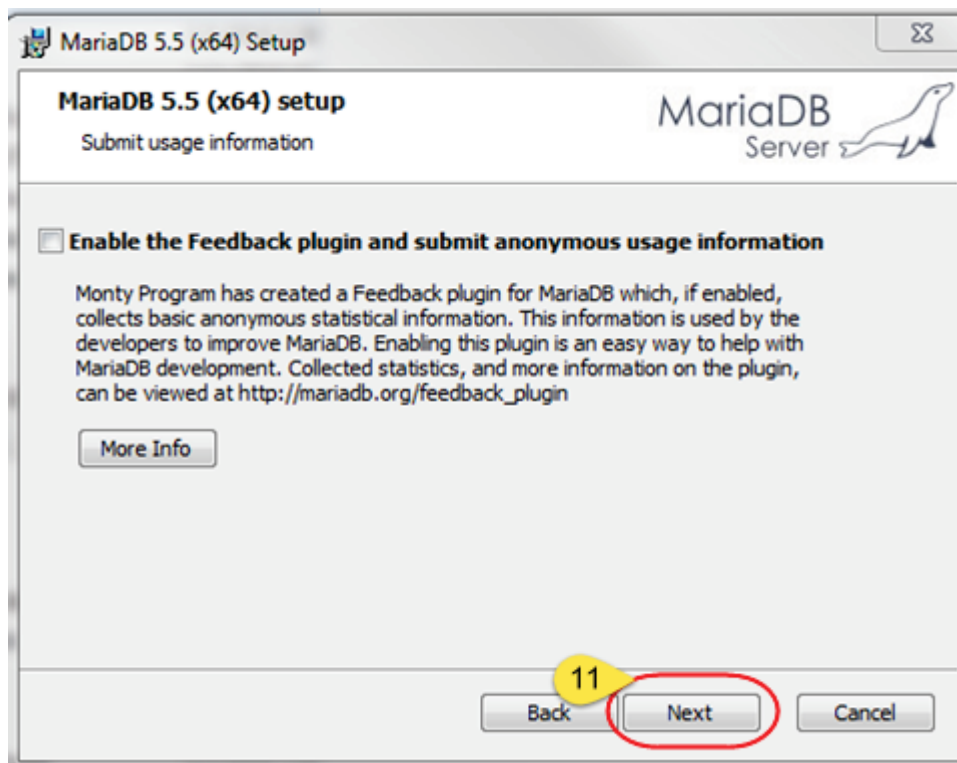 MariaDB 5.5 (x64) Setup
MariaDB 5.5 (x64) setup
Submit usage information
MariaDB
Server
Enable the Feedback plugin and submit anonymous usage information
Monty Program has created a Feedback plugin for MariaDB which, if enabled,
collects basic anonymous statistical information. This information is used by the
developers to improve MariaDB. Enabling this plugin is an easy way to help with
MariaDB development. Collected statistics, and more information on the plugin,
can be viewed at http://mariadb.org/feedback_plugin
More Info
11
Back Next Cancel